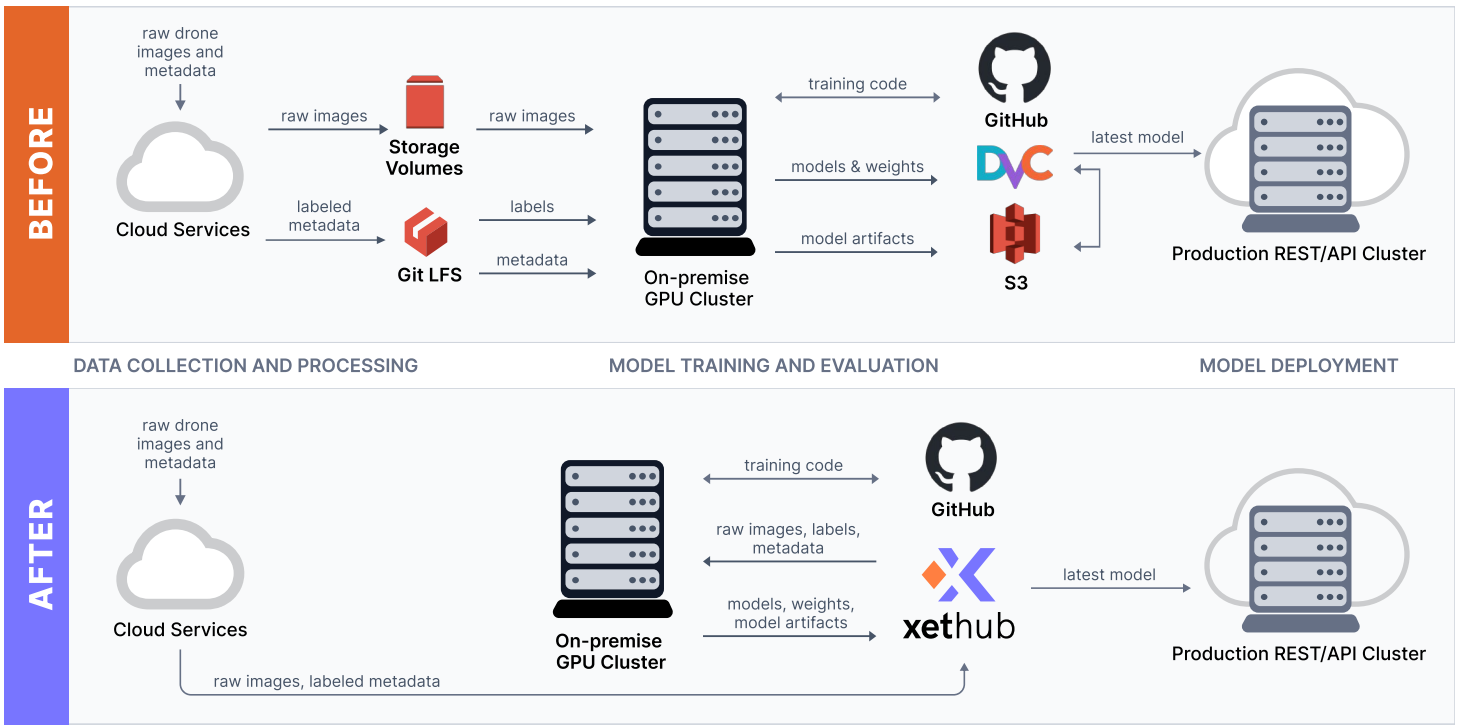 BEFORE
raw drone
images and
metadata
Cloud Services
raw images
Storage
Volumes
raw images
labeled
metadata
Git LFS
labels
metadata
On-premise
GPU Cluster
training code
GitHub
models & weights
DVC
model artifacts
S3
latest model
Production REST/API Cluster
DATA COLLECTION AND PROCESSING
MODEL TRAINING AND EVALUATION
MODEL DEPLOYMENT
AFTER
raw drone
images and
metadata
Cloud Services
raw images, labeled metadata
On-premise
GPU Cluster
training code
GitHub
raw images, labels,
metadata
models, weights,
model artifacts
xethub
latest model
Production REST/API Cluster